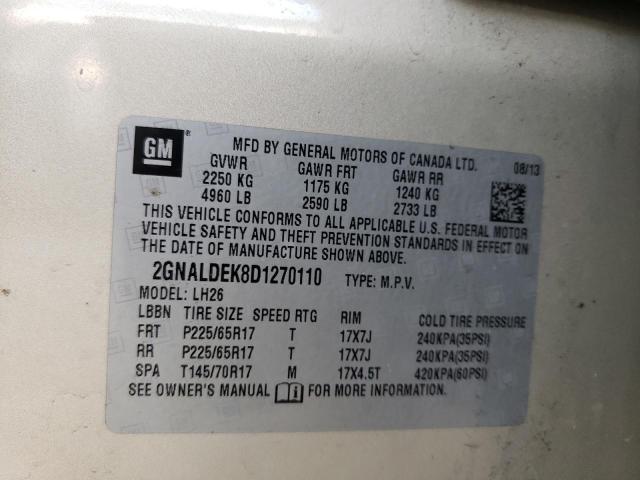 GM
MFD BY GENERAL MOTORS OF CANADA LTD. 08/13
GVWR GAWR FRT GAWR RR
2250 KG 1175 KG 1240 KG
4960 LB 2590 LB 2733 LB
THIS VEHICLE CONFORMS TO ALL APPLICABLE U.S. FEDERAL MOTOR
VEHICLE SAFETY AND THEFT PREVENTION STANDARDS IN EFFECT ON
THE DATE OF MANUFACTURE SHOWN ABOVE.
2GNALDEK8D1270110 TYPE: M.P.V.
MODEL: LH26
LBBN TIRE SIZE SPEED RTG RIM COLD TIRE PRESSURE
FRT P225/65R17 T 17X7J 240KPA(35PSI)
RR P225/65R17 T 17X7J 240KPA(35PSI)
SPA T145/70R17 M 17X4.5T 420KPA(60PSI)
SEE OWNER'S MANUAL FOR MORE INFORMATION.